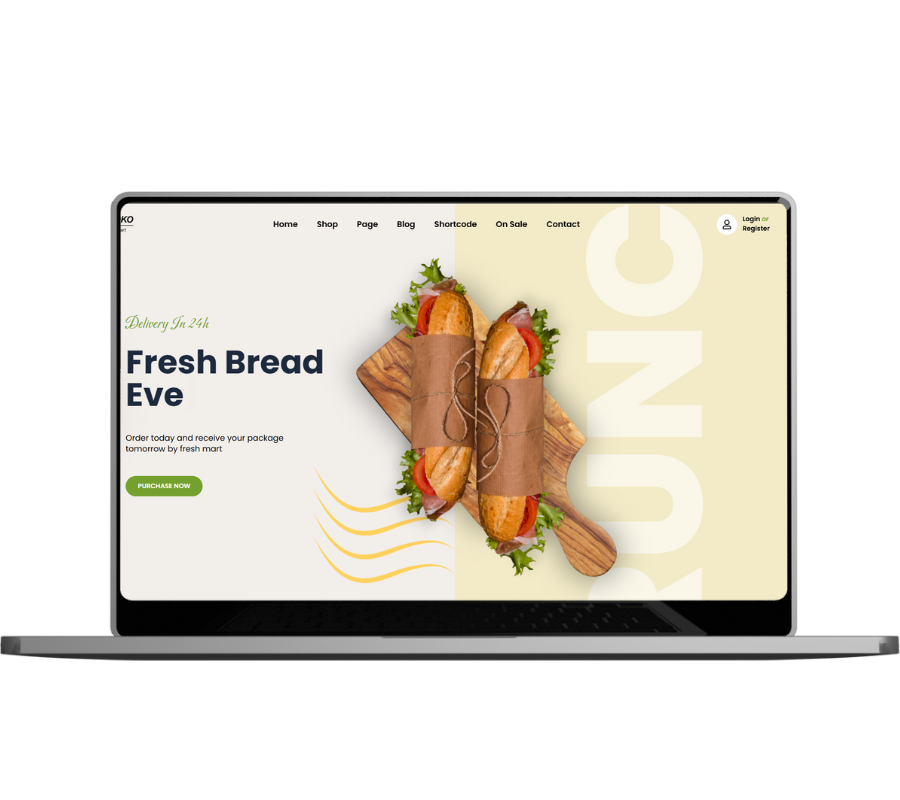 KO
Home Shop Page Blog Shortcode On Sale Contact
Login or
Register
Delivery In 24h
Fresh Bread
Eve
Order today and receive your package
tomorrow by fresh mart
PURCHASE NOW
RUNC